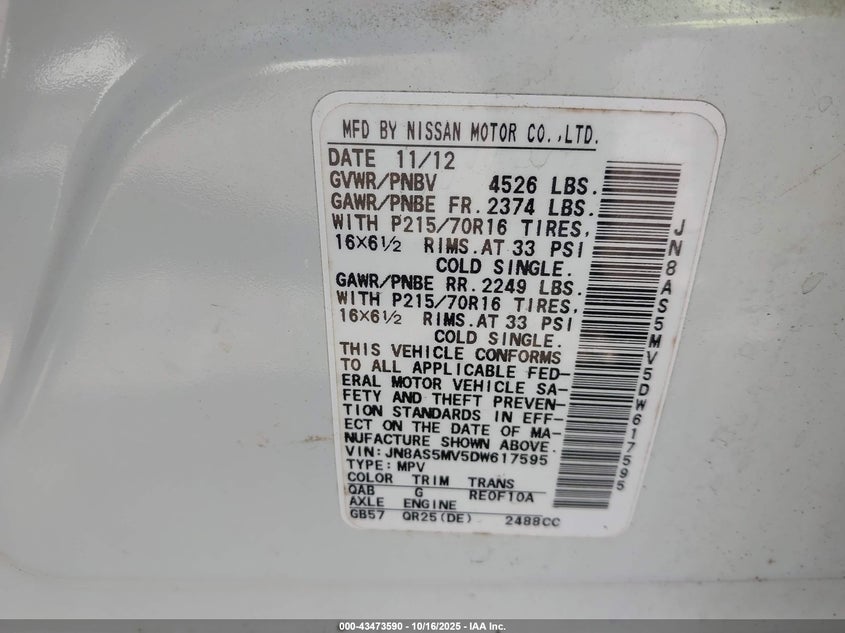 MFD BY NISSAN MOTOR CO.,LTD.
DATE 11/12
GVWR/PNBV 4526 LBS.
GAWR/PNBE FR. 2374 LBS.
WITH P215/70R16 TIRES,
16X6½ RIMS.AT 33 PSI
COLD SINGLE.
GAWR/PNBE RR. 2249 LBS.
WITH P215/70R16 TIRES,
16X6½ RIMS.AT 33 PSI
COLD SINGLE.
THIS VEHICLE CONFORMS
TO ALL APPLICABLE FED-
ERAL MOTOR VEHICLE SA-
FETY AND THEFT PREVEN-
TION STANDARDS IN EFF-
ECT ON THE DATE OF MA-
NUFACTURE SHOWN ABOVE.
VIN:JN8AS5MV5DW617595
TYPE:MPV
COLOR TRIM TRANS
QAB G RE0F10A
AXLE ENGINE
GB57 QR25(DE) 2488CC
JN8AS5MV5DW617595
000-43473590 - 10/16/2025 - IAA Inc.